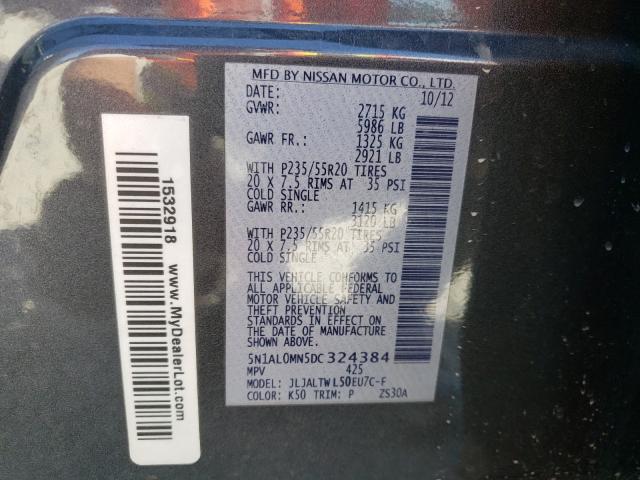 MFD BY NISSAN MOTOR CO., LTD.
DATE: 10/12
GVWR: 2715 KG
5986 LB
GAWR FR.: 1325 KG
2921 LB
WITH P235/55R20 TIRES
20 X 7.5 RIMS AT 35 PSI
COLD SINGLE
GAWR RR.: 1415 KG
3120 LB
WITH P235/55R20 TIRES
20 X 7.5 RIMS AT 35 PSI
COLD SINGLE
THIS VEHICLE CONFORMS TO
ALL APPLICABLE FEDERAL
MOTOR VEHICLE SAFETY AND
THEFT PREVENTION
STANDARDS IN EFFECT ON
THE DATE OF MANUFACTURE
SHOWN ABOVE.
5N1AL0MN5DC324384
MPV 425
MODEL: JLJALTWL50EU7C-F
COLOR: K50 TRIM: P ZS30A
1532918
www.MyDealerLot.com